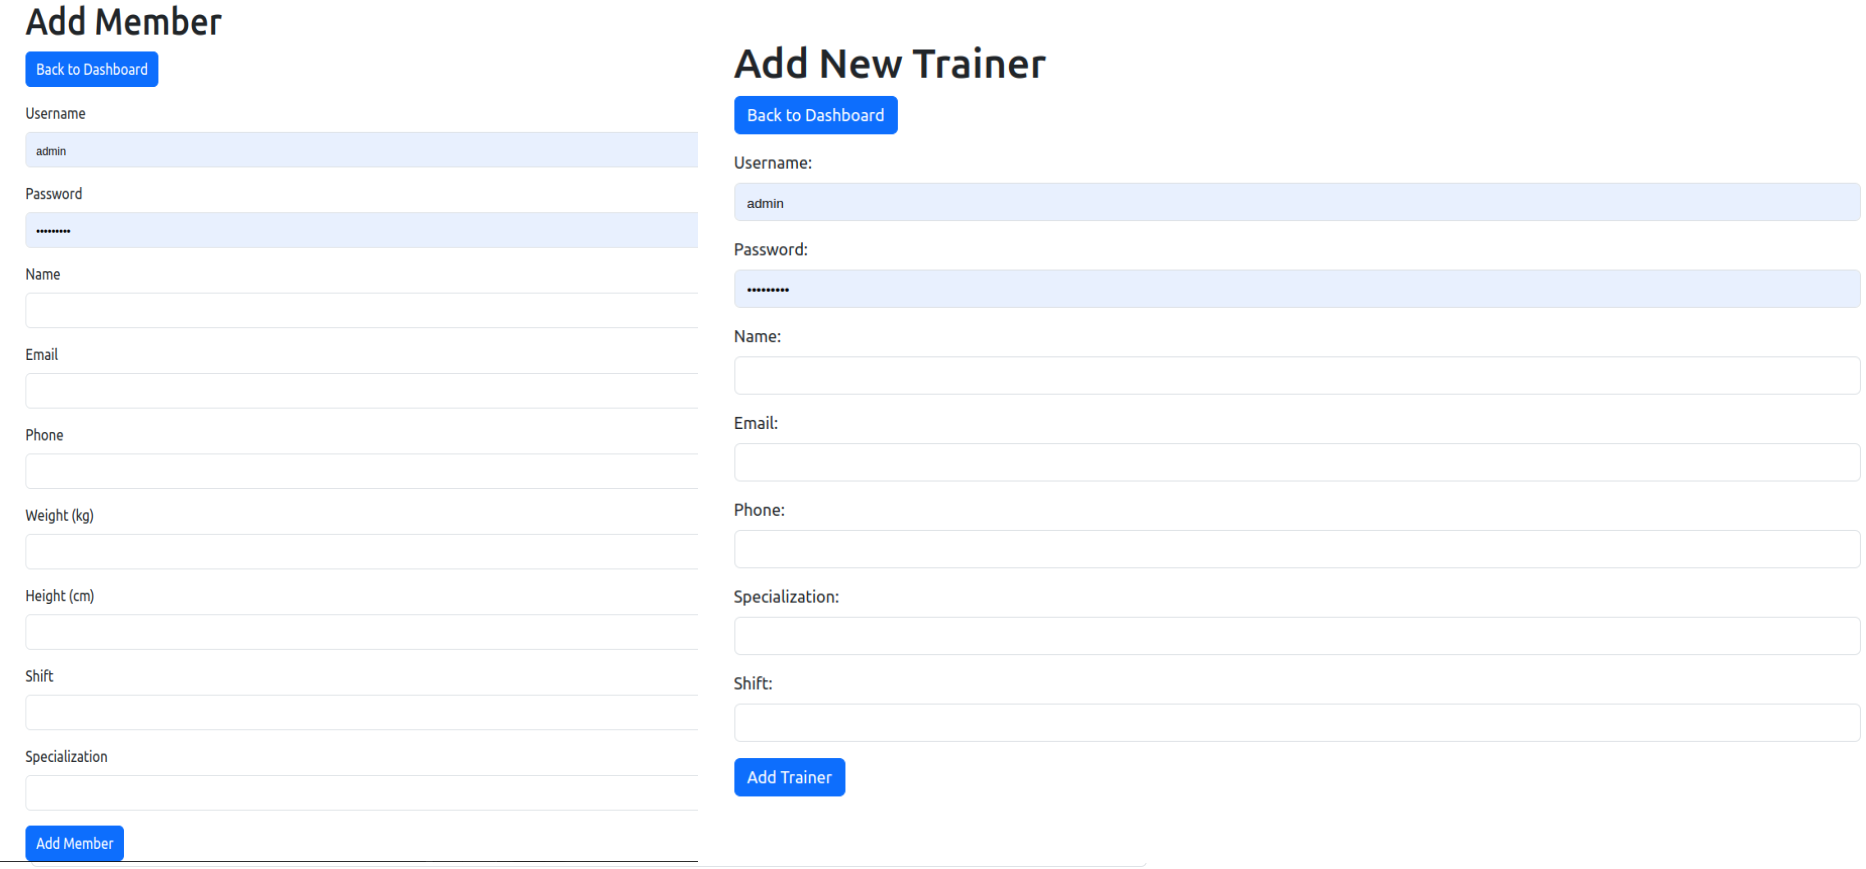 Add Member
Back to Dashboard
Username
admin
Password
•••••••••
Name
Email
Phone
Weight (kg)
Height (cm)
Shift
Specialization
Add Member
Add New Trainer
Back to Dashboard
Username:
admin
Password:
•••••••••
Name:
Email:
Phone:
Specialization:
Shift:
Add Trainer